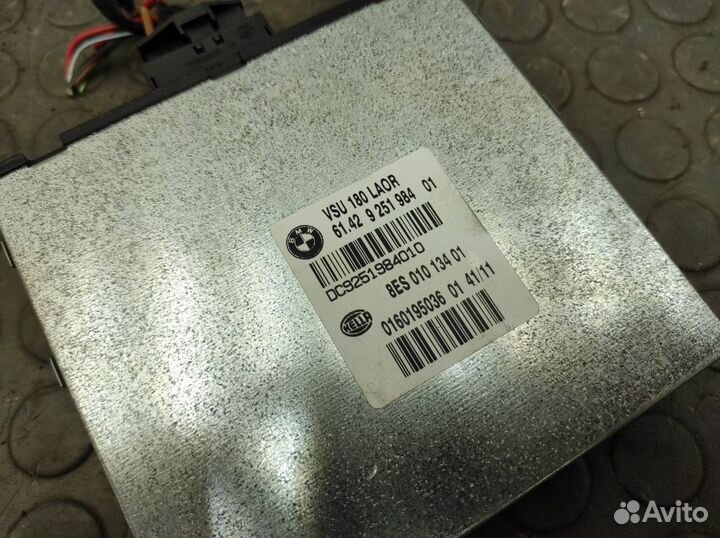 BMW
VSU 180 LAOR
61.42 9 251 984 01
DC9251984010
8ES 010 134 01
HELLA
0160195036 01 41/11
Avito